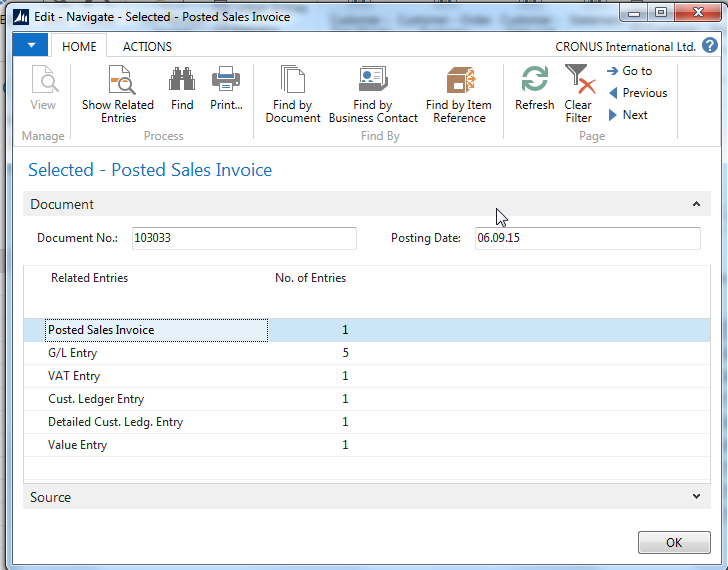 Edit - Navigate - Selected - Posted Sales Invoice
HOME
ACTIONS
CRONUS International Ltd.
?
View
Show Related
Entries
Find
Print...
Find by
Document
Find by
Business Contact
Find by Item
Reference
Refresh
Clear
Filter
Go to
Previous
Next
Manage
Process
Find By
Page
Selected - Posted Sales Invoice
Document
Document No.: 103033
Posting Date: 06.09.15
Related Entries No. of Entries
Posted Sales Invoice 1
G/L Entry 5
VAT Entry 1
Cust. Ledger Entry 1
Detailed Cust. Ledg. Entry 1
Value Entry 1
Source
OK